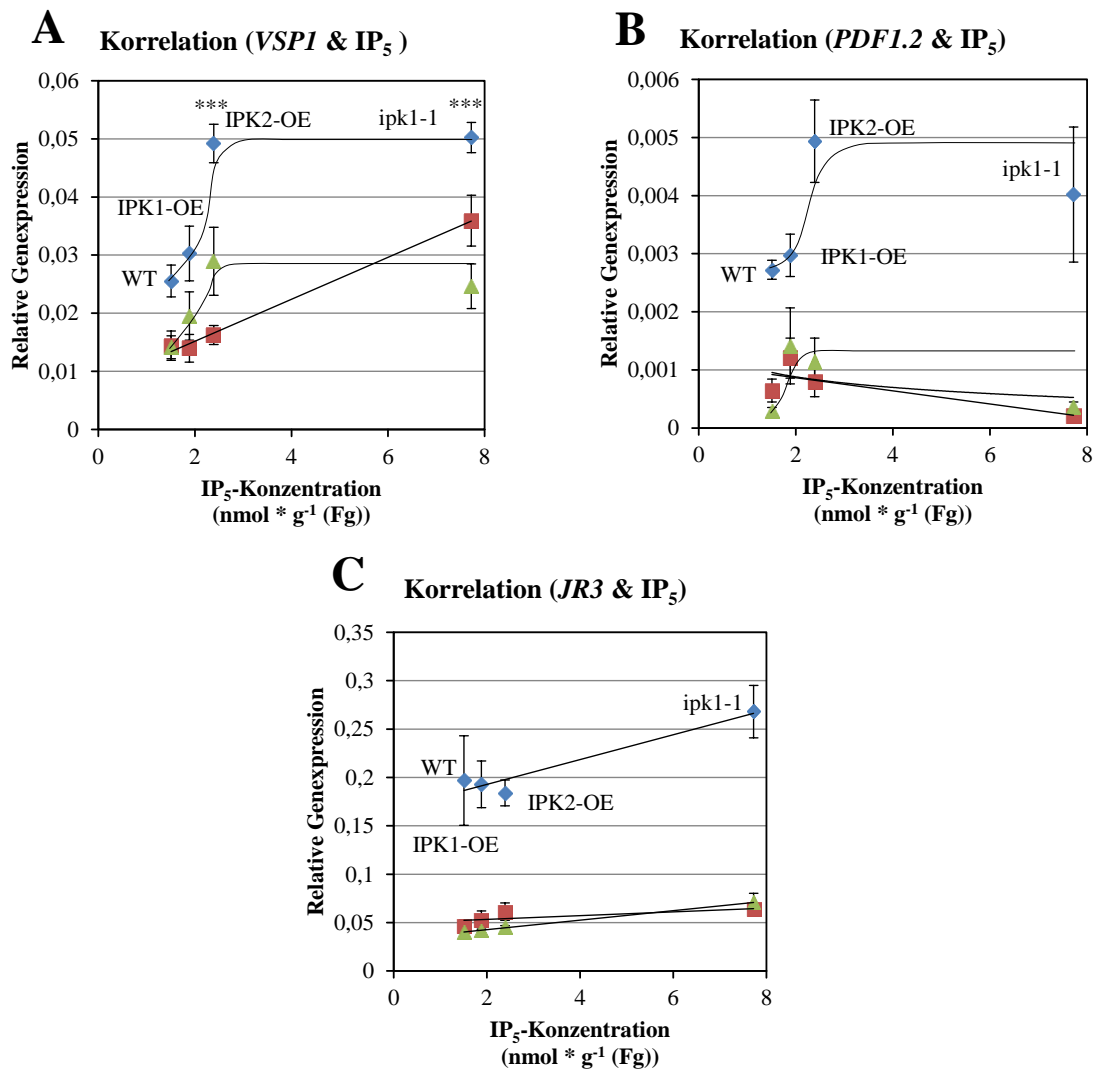 A
Korrelation (VSP1 & IP₅ )
0,06
0,05
0,04
0,03
0,02
0,01
0
Relative Genexpression
***
IPK2-OE
***
ipk1-1
IPK1-OE
WT
0 2 4 6 8
IP₅-Konzentration
(nmol * g⁻¹ (Fg))
B
Korrelation (PDF1.2 & IP₅)
0,006
0,005
0,004
0,003
0,002
0,001
0
Relative Genexpression
IPK2-OE
ipk1-1
WT
IPK1-OE
0 2 4 6 8
IP₅-Konzentration
(nmol * g⁻¹ (Fg))
C
Korrelation (JR3 & IP₅)
0,35
0,3
0,25
0,2
0,15
0,1
0,05
0
Relative Genexpression
ipk1-1
WT
IPK2-OE
IPK1-OE
0 2 4 6 8
IP₅-Konzentration
(nmol * g⁻¹ (Fg))